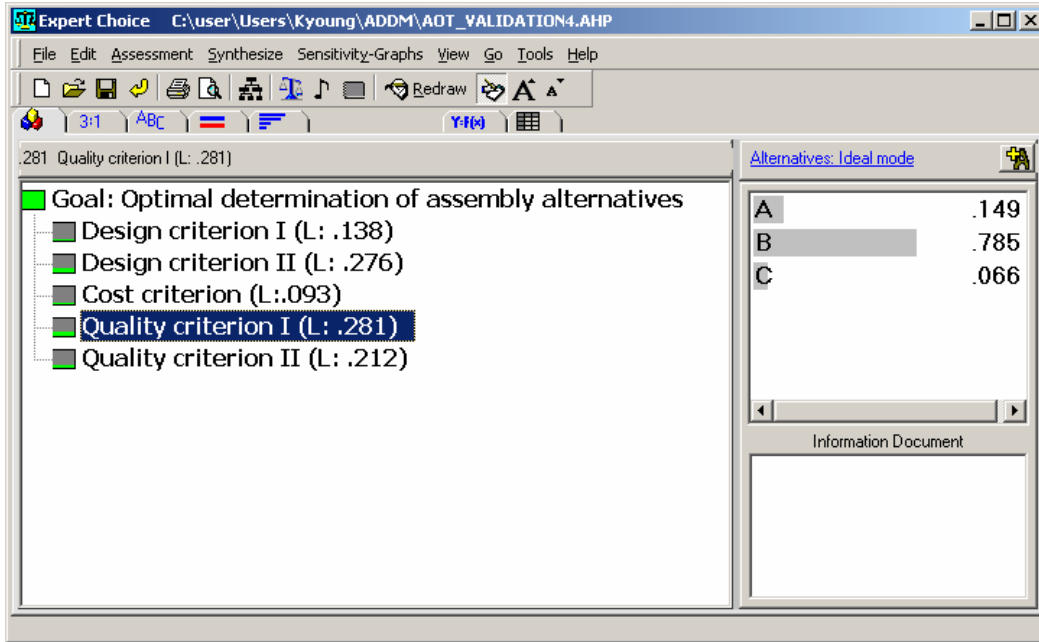 Expert Choice C:\user\Users\Kyoung\ADDM\AOT_VALIDATION4.AHP
File Edit Assessment Synthesize Sensitivity-Graphs View Go Tools Help
Redraw A A
3:1 ABC Y=F(x)
.281 Quality criterion I (L: .281)
Alternatives: Ideal mode
Goal: Optimal determination of assembly alternatives
Design criterion I (L: .138)
Design criterion II (L: .276)
Cost criterion (L:.093)
Quality criterion I (L: .281)
Quality criterion II (L: .212)
A .149
B .785
C .066
Information Document